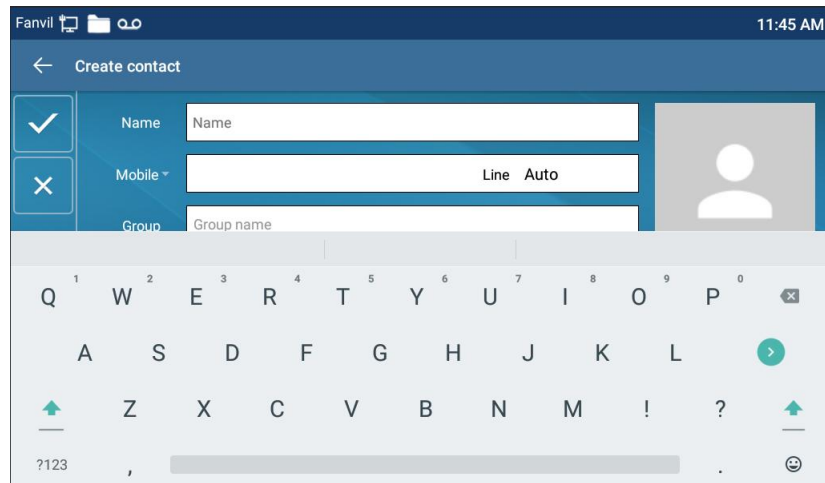 Fanvil 11:45 AM
Create contact
Name Name
Mobile Line Auto
Group Group name
Q 1 W 2 E 3 R 4 T 5 Y 6 U 7 I 8 O 9 P 0
A S D F G H J K L
Z X C V B N M ! ?
?123 , .